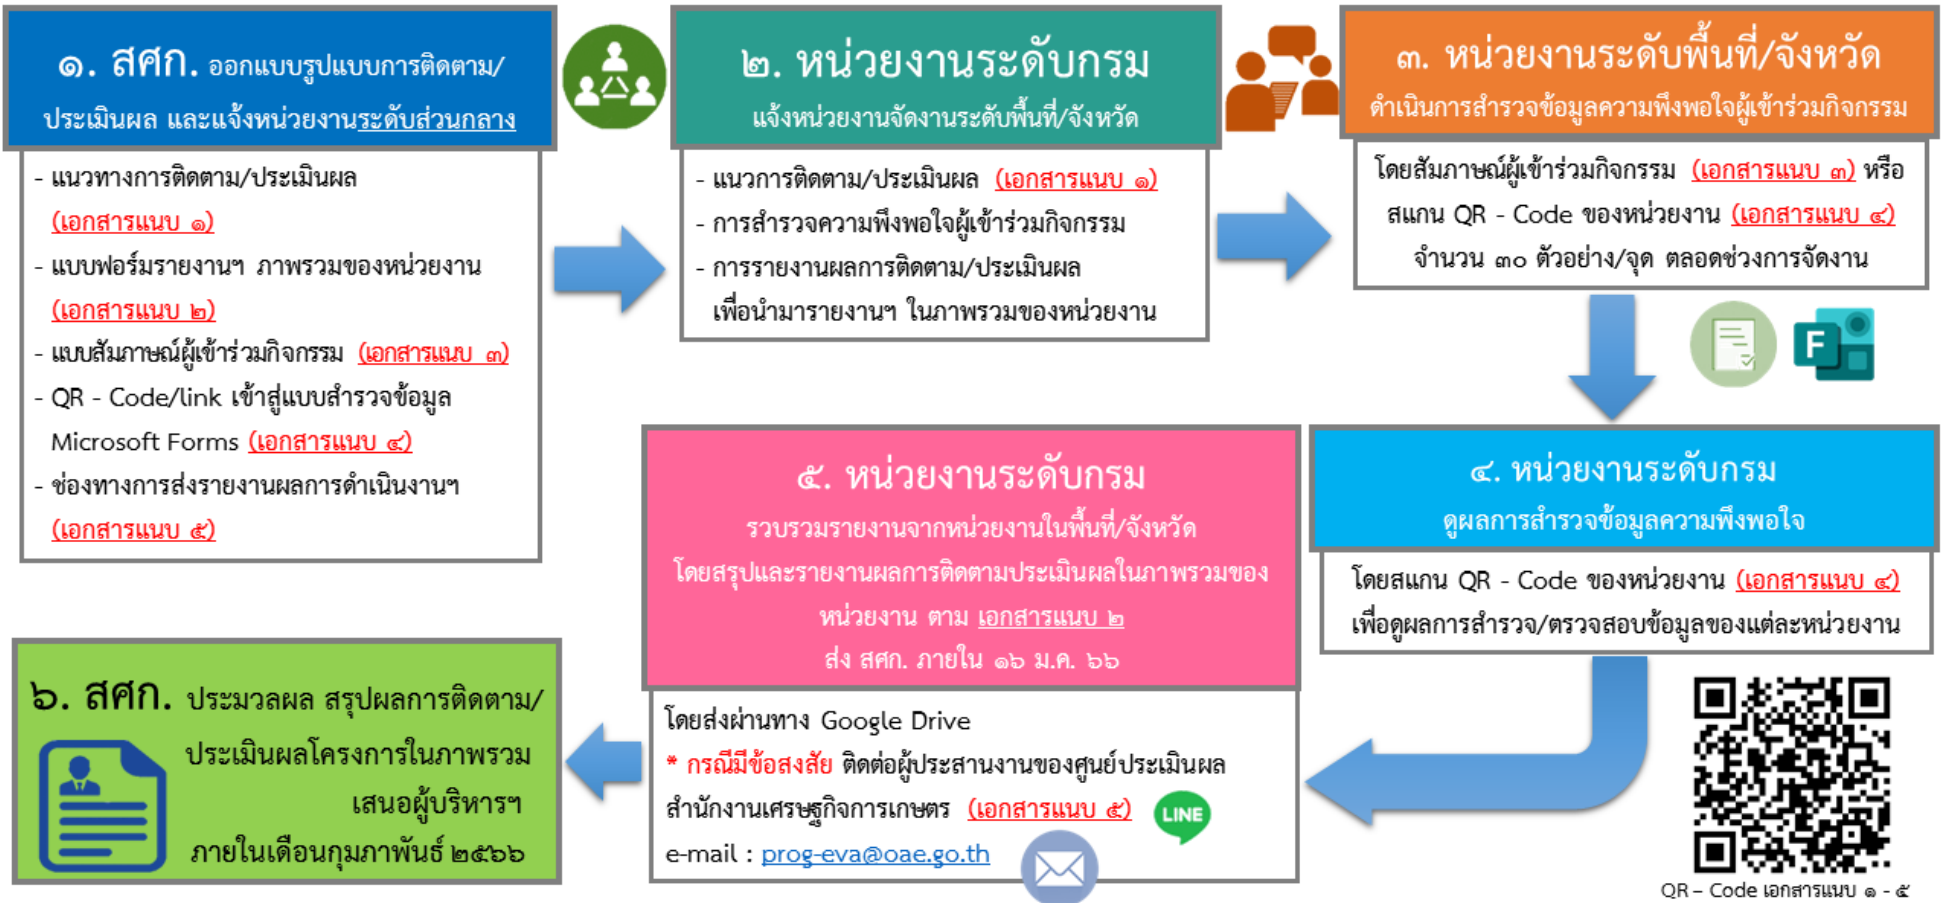 ๑. สศก. ออกแบบรูปแบบการติดตาม/
ประเมินผล และแจ้งหน่วยงานระดับส่วนกลาง
- แนวทางการติดตาม/ประเมินผล
(เอกสารแนบ ๑)
- แบบฟอร์มรายงานฯ ภาพรวมของหน่วยงาน
(เอกสารแนบ ๒)
- แบบสัมภาษณ์ผู้เข้าร่วมกิจกรรม (เอกสารแนบ ๓)
- QR - Code/link เข้าสู่แบบสำรวจข้อมูล
Microsoft Forms (เอกสารแนบ ๔)
- ช่องทางการส่งรายงานผลการดำเนินงานฯ
(เอกสารแนบ ๕)
๒. หน่วยงานระดับกรม
แจ้งหน่วยงานจัดงานระดับพื้นที่/จังหวัด
- แนวการติดตาม/ประเมินผล (เอกสารแนบ ๑)
- การสำรวจความพึงพอใจผู้เข้าร่วมกิจกรรม
- การรายงานผลการติดตาม/ประเมินผล
เพื่อนำมารายงานฯ ในภาพรวมของหน่วยงาน
๓. หน่วยงานระดับพื้นที่/จังหวัด
ดำเนินการสำรวจข้อมูลความพึงพอใจผู้เข้าร่วมกิจกรรม
โดยสัมภาษณ์ผู้เข้าร่วมกิจกรรม (เอกสารแนบ ๓) หรือ
สแกน QR - Code ของหน่วยงาน (เอกสารแนบ ๔)
จำนวน ๓๐ ตัวอย่าง/จุด ตลอดช่วงการจัดงาน
F
๔. หน่วยงานระดับกรม
ดูผลการสำรวจข้อมูลความพึงพอใจ
โดยสแกน QR - Code ของหน่วยงาน (เอกสารแนบ ๔)
เพื่อดูผลการสำรวจ/ตรวจสอบข้อมูลของแต่ละหน่วยงาน
QR – Code เอกสารแนบ ๑ - ๕
๕. หน่วยงานระดับกรม
รวบรวมรายงานจากหน่วยงานในพื้นที่/จังหวัด
โดยสรุปและรายงานผลการติดตามประเมินผลในภาพรวมของ
หน่วยงาน ตาม เอกสารแนบ ๒
ส่ง สศก. ภายใน ๑๖ ม.ค. ๖๖
โดยส่งผ่านทาง Google Drive
* กรณีมีข้อสงสัย ติดต่อผู้ประสานงานของศูนย์ประเมินผล
สำนักงานเศรษฐกิจการเกษตร (เอกสารแนบ ๕) LINE
e-mail : prog-eva@oae.go.th
๖. สศก. ประมวลผล สรุปผลการติดตาม/
ประเมินผลโครงการในภาพรวม
เสนอผู้บริหารฯ
ภายในเดือนกุมภาพันธ์ ๒๕๖๖